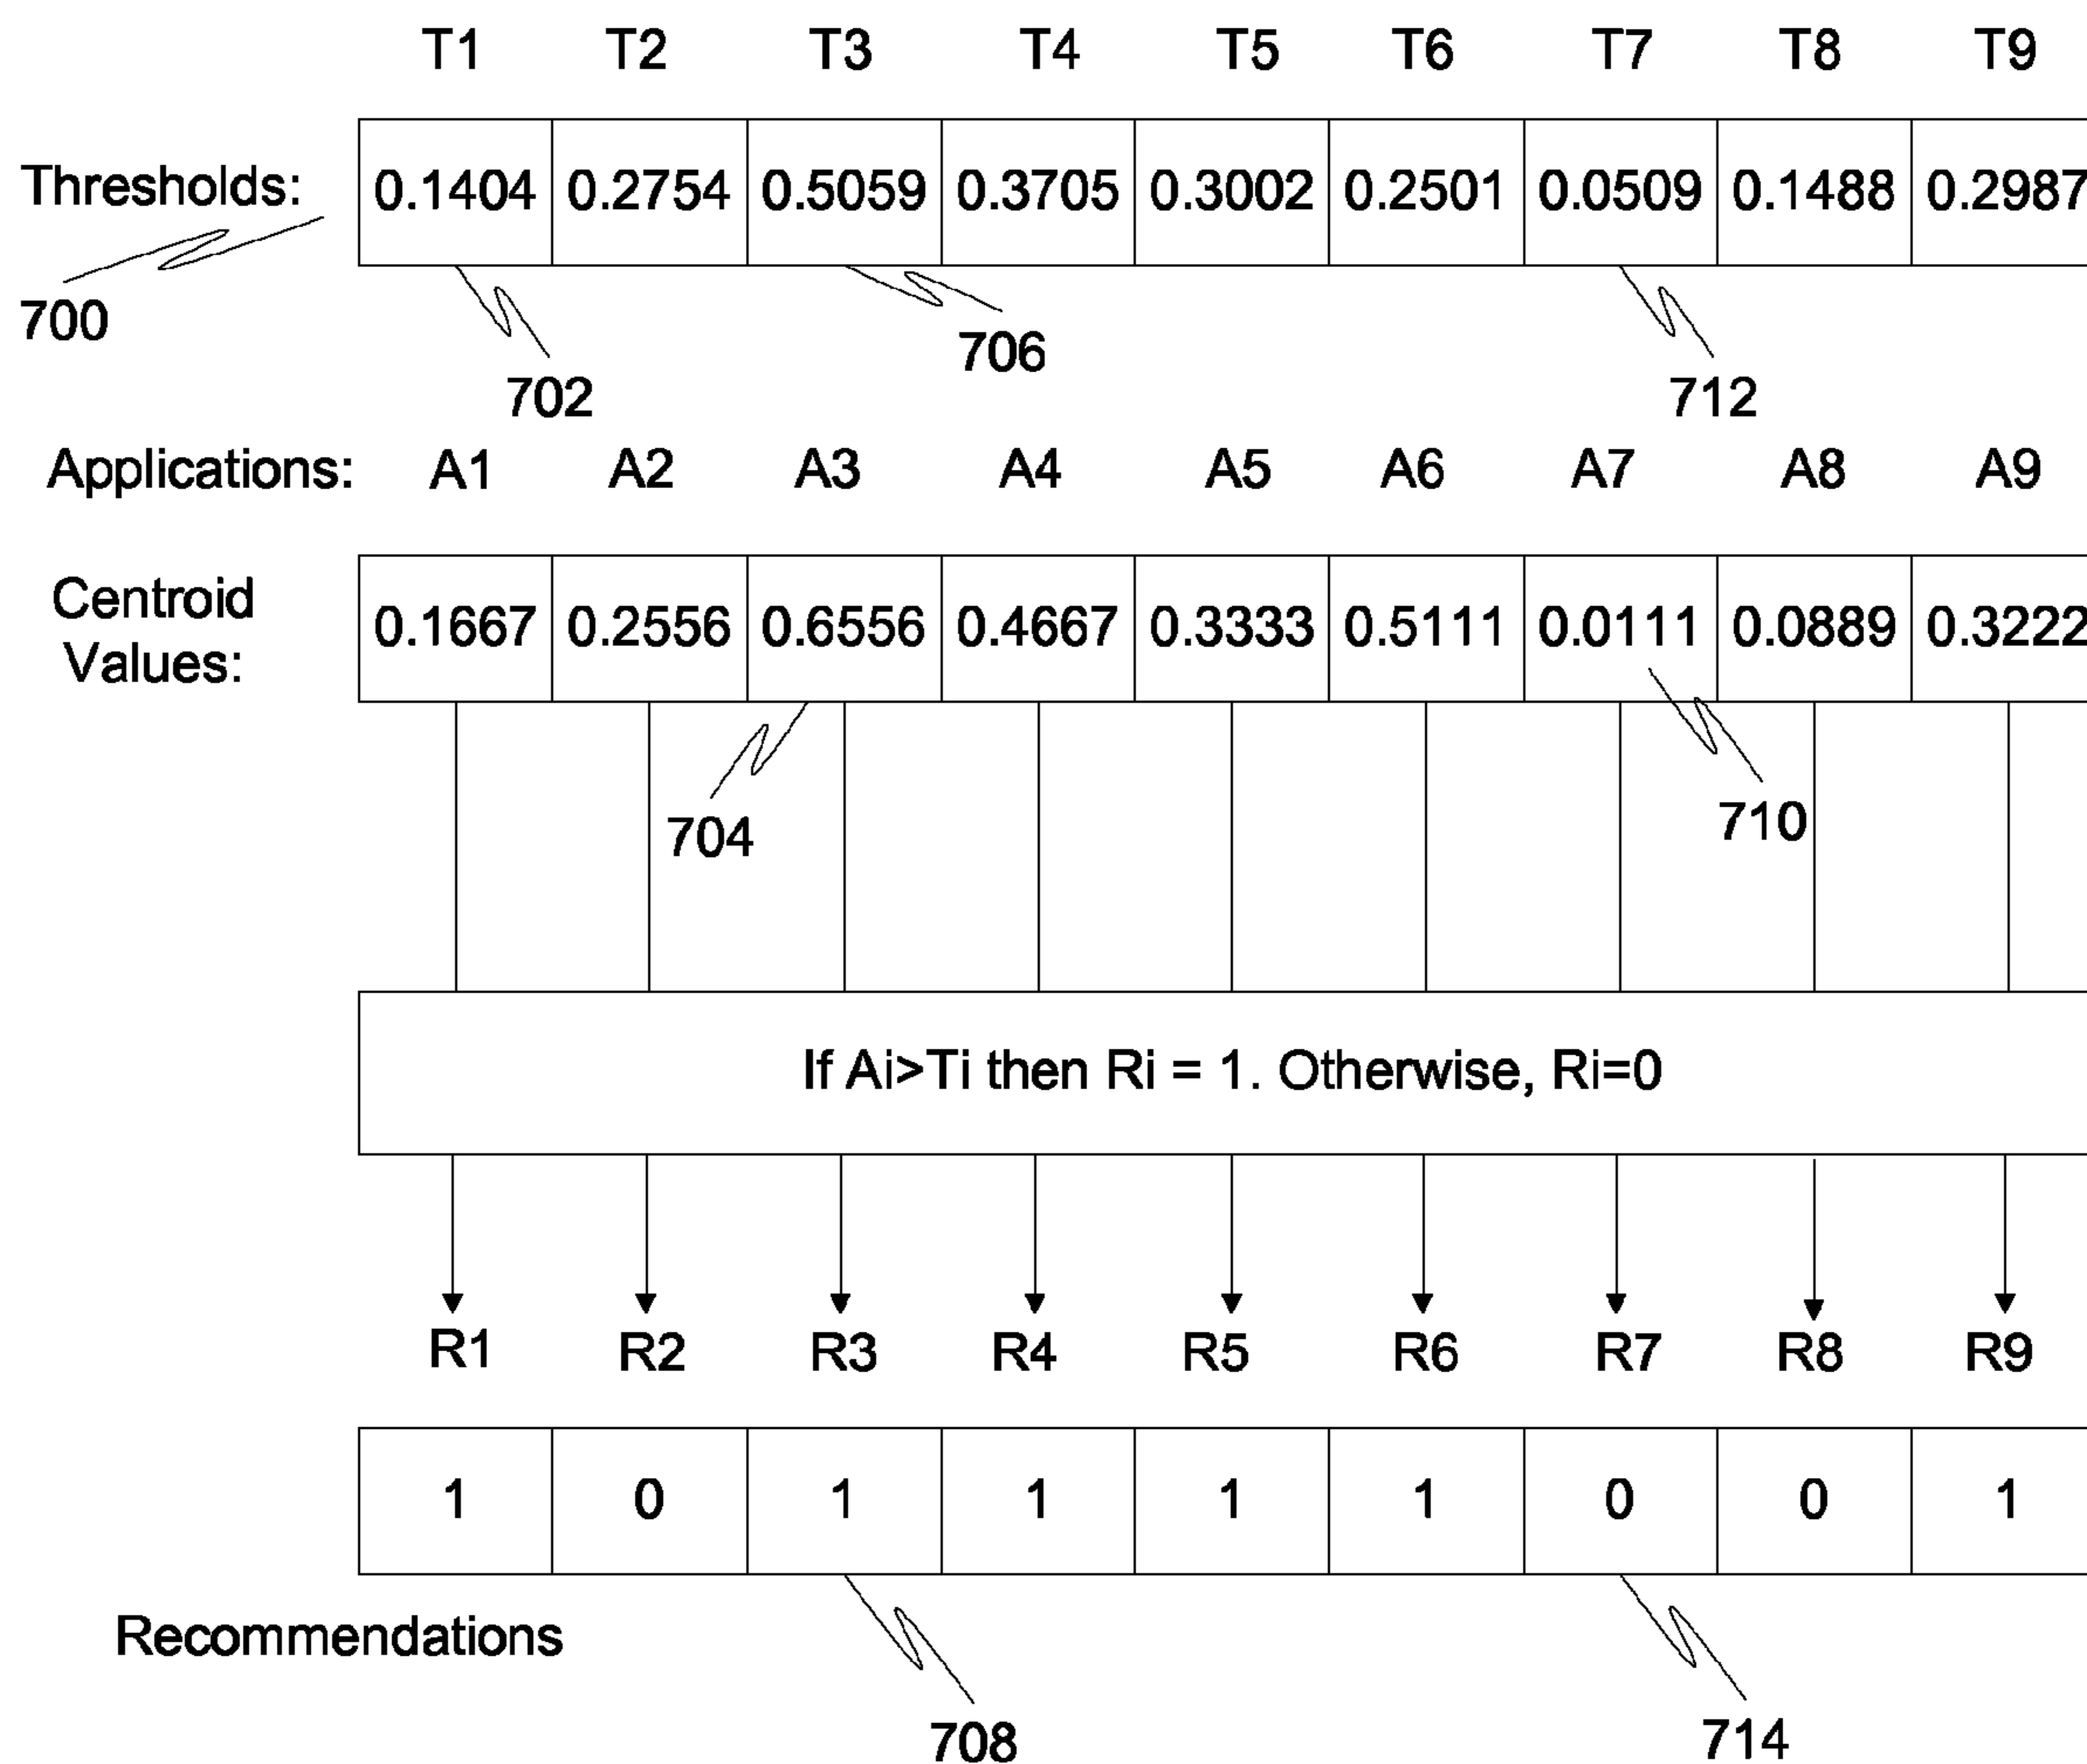 T1 T2 T3 T4 T5 T6 T7 T8 T9
Thresholds: 0.1404 0.2754 0.5059 0.3705 0.3002 0.2501 0.0509 0.1488 0.2987
700
702
706
712
Applications: A1 A2 A3 A4 A5 A6 A7 A8 A9
Centroid
Values:
0.1667 0.2556 0.6556 0.4667 0.3333 0.5111 0.0111 0.0889 0.3222
704
710
If Ai>Ti then Ri = 1. Otherwise, Ri=0
R1 R2 R3 R4 R5 R6 R7 R8 R9
1 0 1 1 1 1 0 0 1
Recommendations
708
714